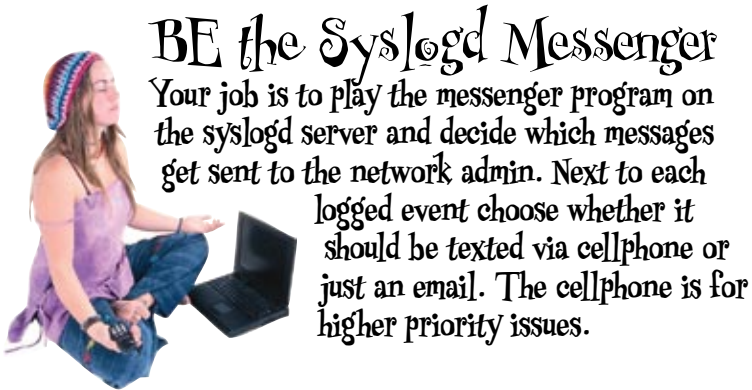 BE the Syslogd Messenger
Your job is to play the messenger program on
the syslogd server and decide which messages
get sent to the network admin. Next to each
logged event choose whether it
should be texted via cellphone or
just an email. The cellphone is for
higher priority issues.